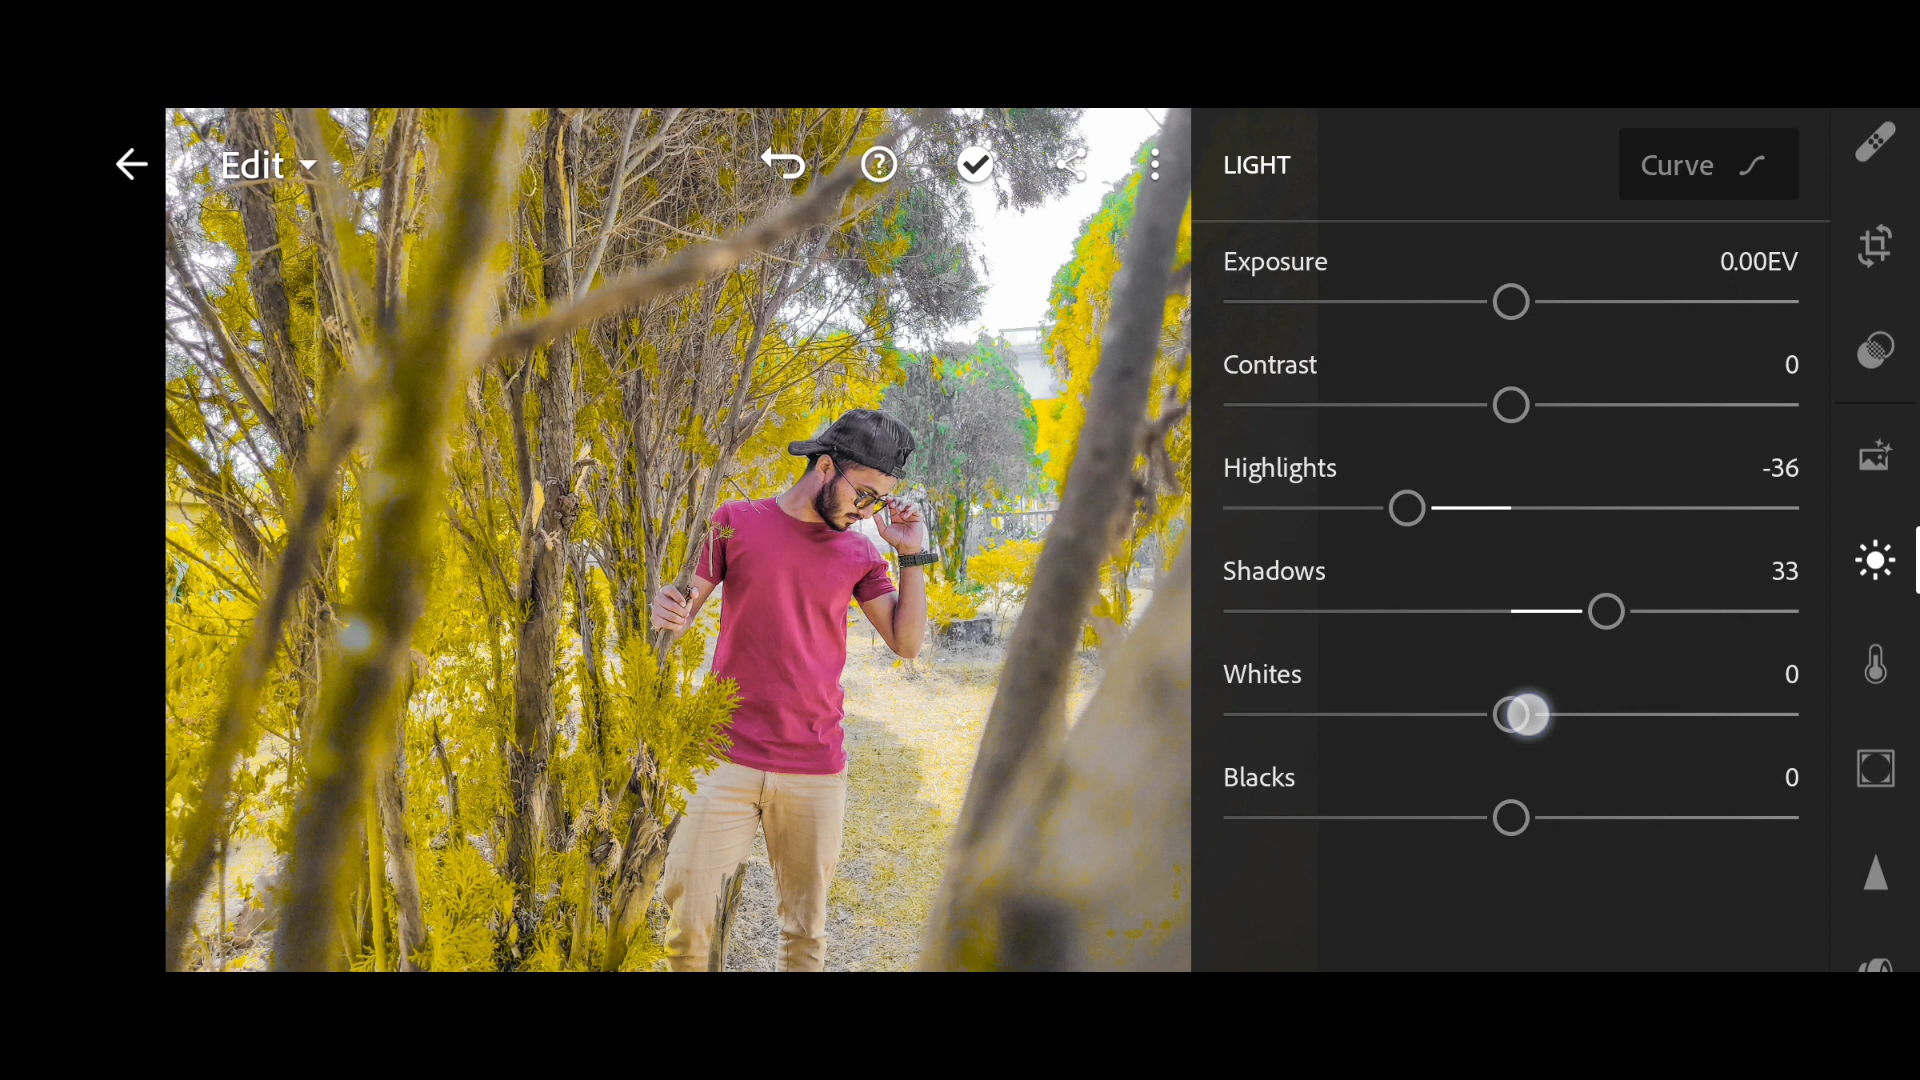 Edit
LIGHT
Curve
Exposure 0.00EV
Contrast 0
Highlights -36
Shadows 33
Whites 0
Blacks 0